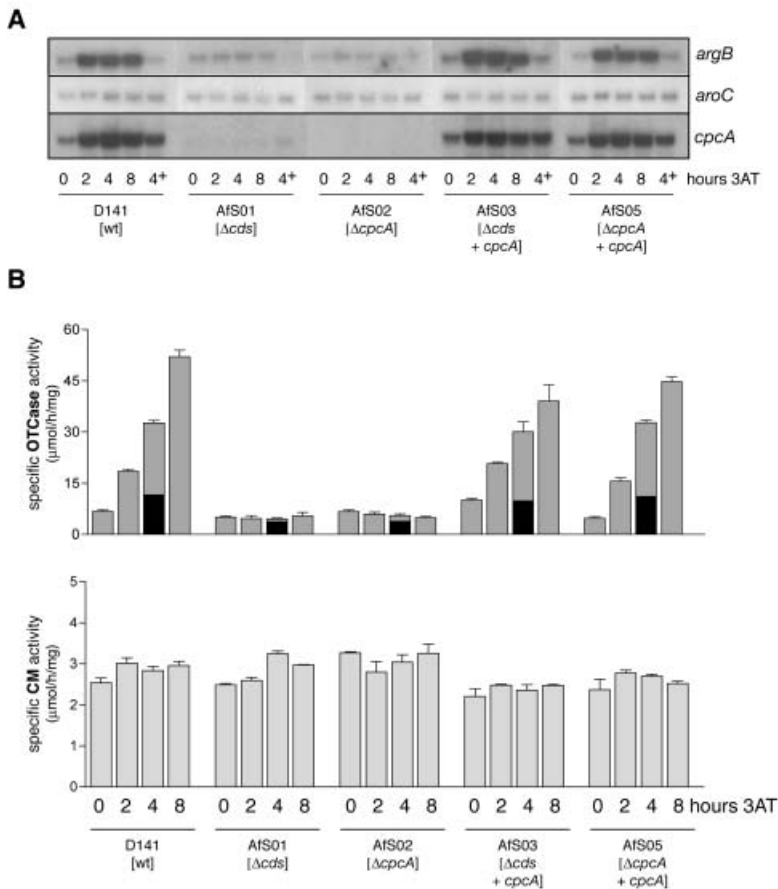 A
argB
aroC
cpcA
0 2 4 8 4+ 0 2 4 8 4+ 0 2 4 8 4+ 0 2 4 8 4+ 0 2 4 8 4+ hours 3AT
D141 AfS01 AfS02 AfS03 AfS05
[wt] [Δcds] [ΔcpcA] [Δcds [ΔcpcA
+ cpcA] + cpcA]
B
60
45
30
15
0
specific OTCase activity
(μmol/h/mg)
5
4
3
2
1
0
specific CM activity
(μmol/h/mg)
0 2 4 8 0 2 4 8 0 2 4 8 0 2 4 8 0 2 4 8 hours 3AT
D141 AfS01 AfS02 AfS03 AfS05
[wt] [Δcds] [ΔcpcA] [Δcds [ΔcpcA
+ cpcA] + cpcA]